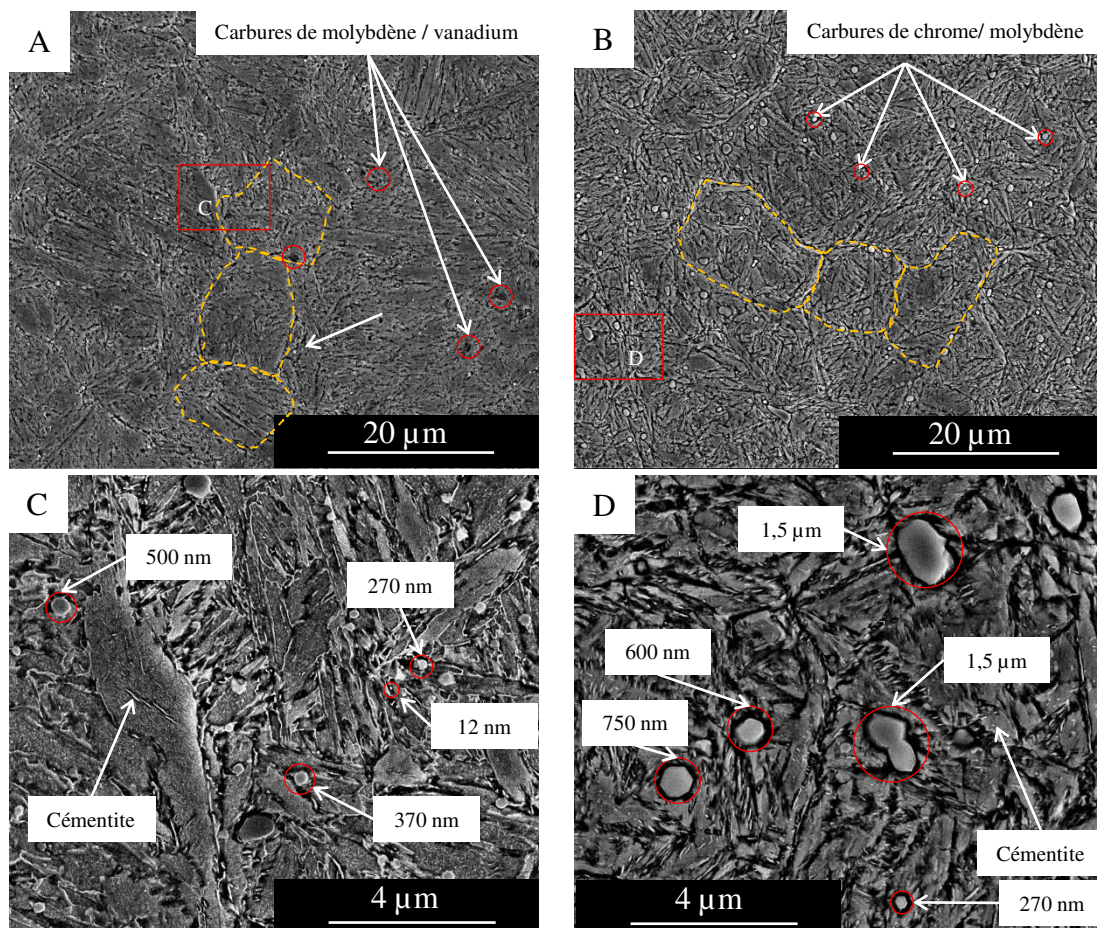 A
Carbures de molybdène / vanadium
C
20 µm
B
Carbures de chrome/ molybdène
D
20 µm
C
500 nm
270 nm
12 nm
370 nm
Cémentite
4 µm
D
1,5 µm
600 nm
1,5 µm
750 nm
Cémentite
270 nm
4 µm